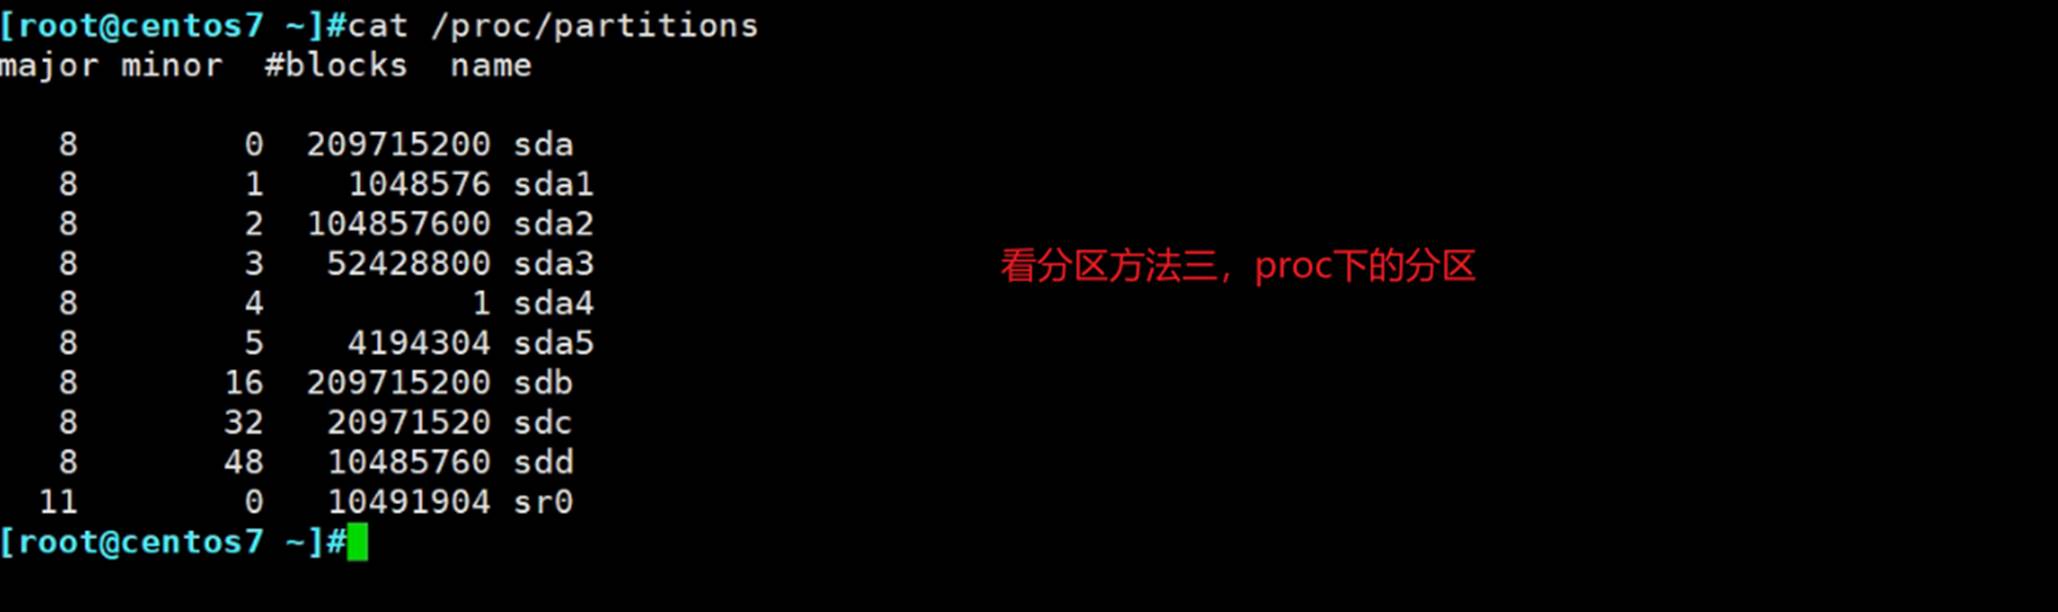 [root@centos7 ~]#cat /proc/partitions
major minor  #blocks  name
   8        0  209715200 sda
   8        1    1048576 sda1
   8        2  104857600 sda2
   8        3   52428800 sda3
看分区方法三，proc下的分区
   8        4          1 sda4
   8        5    4194304 sda5
   8       16  209715200 sdb
   8       32   20971520 sdc
   8       48   10485760 sdd
  11        0   10491904 sr0
[root@centos7 ~]#